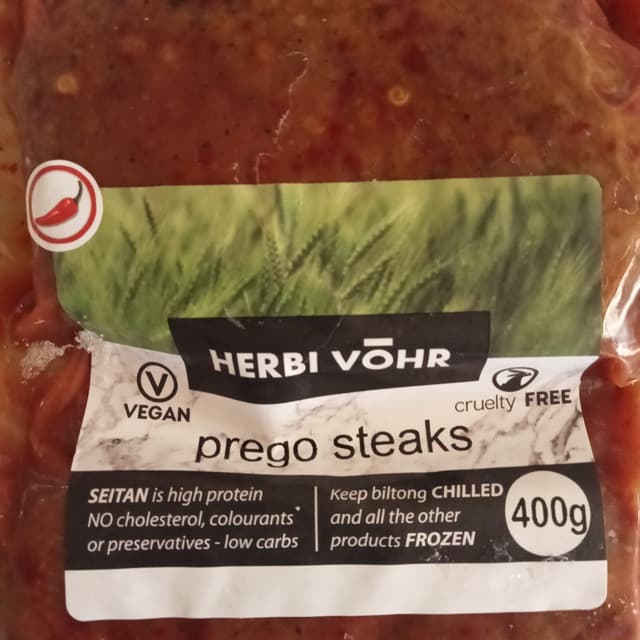 HERBI VŌHR
V
VEGAN
cruelty FREE
prego steaks
SEITAN is high protein
NO cholesterol, colourants*
or preservatives - low carbs
Keep biltong CHILLED
and all the other
products FROZEN
400g